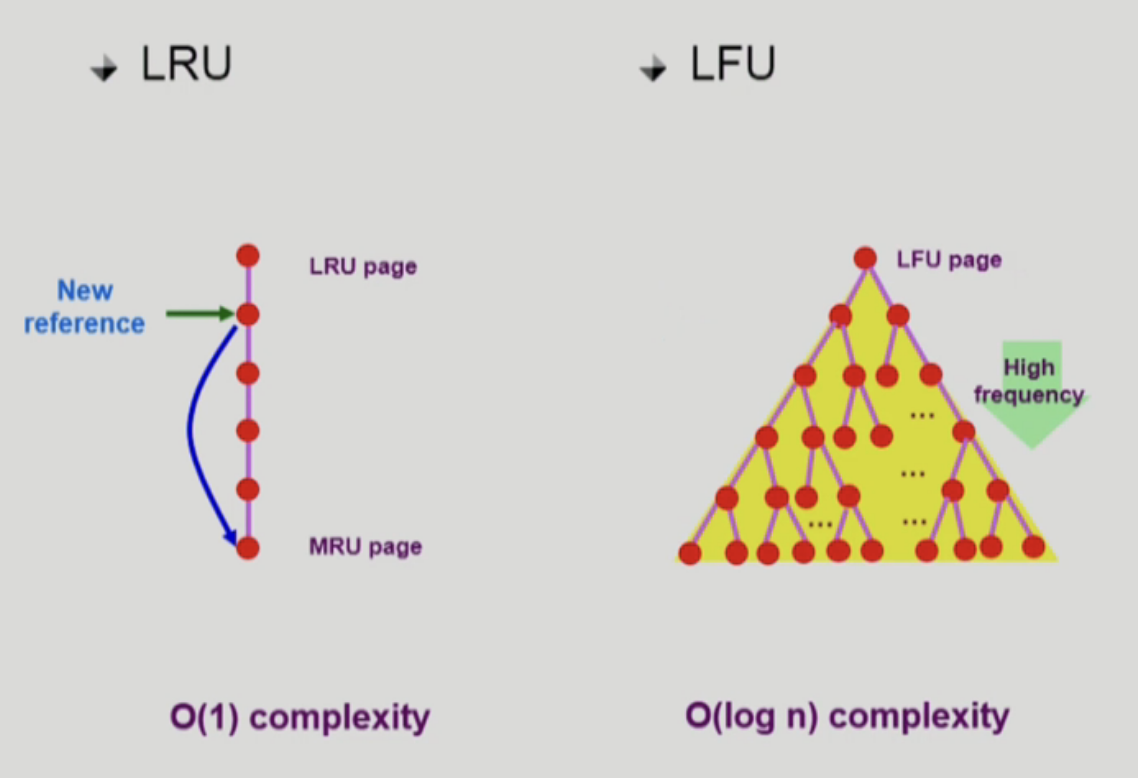 LRU
LFU
LRU page
New
reference
MRU page
O(1) complexity
LFU page
High
frequency
...
...
...
...
O(log n) complexity